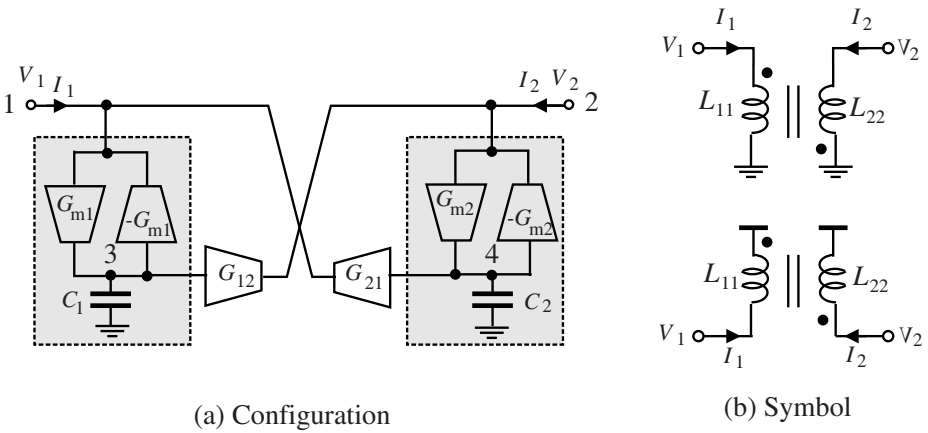 V1 I1
I2 V2
1
2
Gm1
-Gm1
Gm2
-Gm2
3
4
G12
G21
C1
C2
(a) Configuration
I1
I2
V1
V2
L11
L22
L11
L22
V1
V2
I1
I2
(b) Symbol